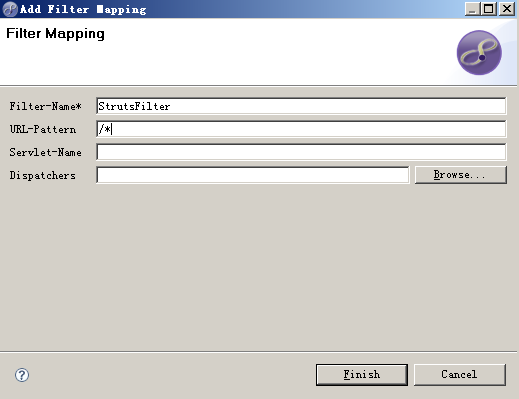 Add Filter Mapping
Filter Mapping
Filter-Name* StrutsFilter
URL-Pattern /*
Servlet-Name
Dispatchers Browse...
? Finish Cancel